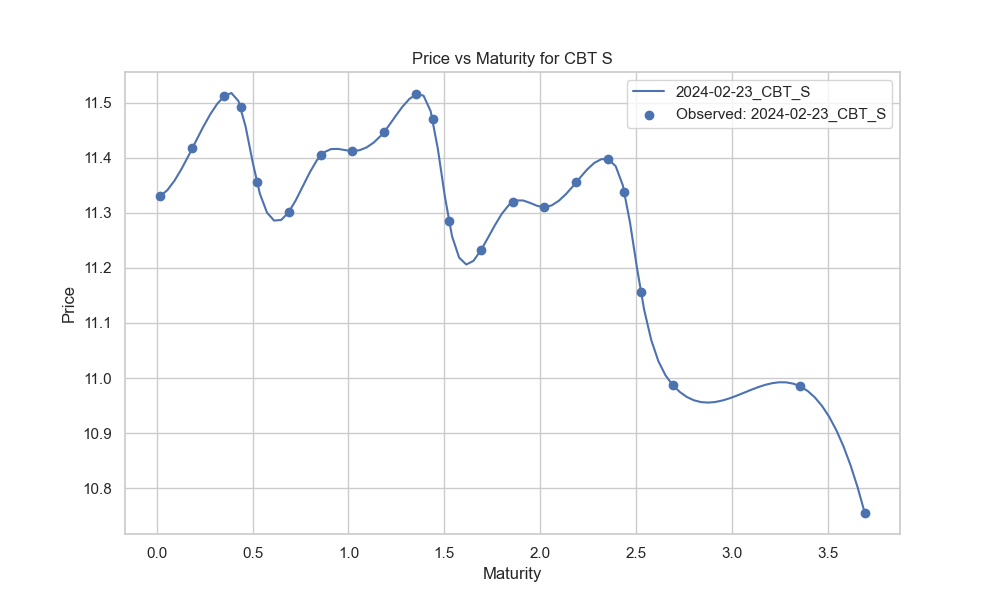 Price vs Maturity for CBT S
2024-02-23_CBT_S
Observed: 2024-02-23_CBT_S
Price
11.5
11.4
11.3
11.2
11.1
11.0
10.9
10.8
0.0 0.5 1.0 1.5 2.0 2.5 3.0 3.5
Maturity